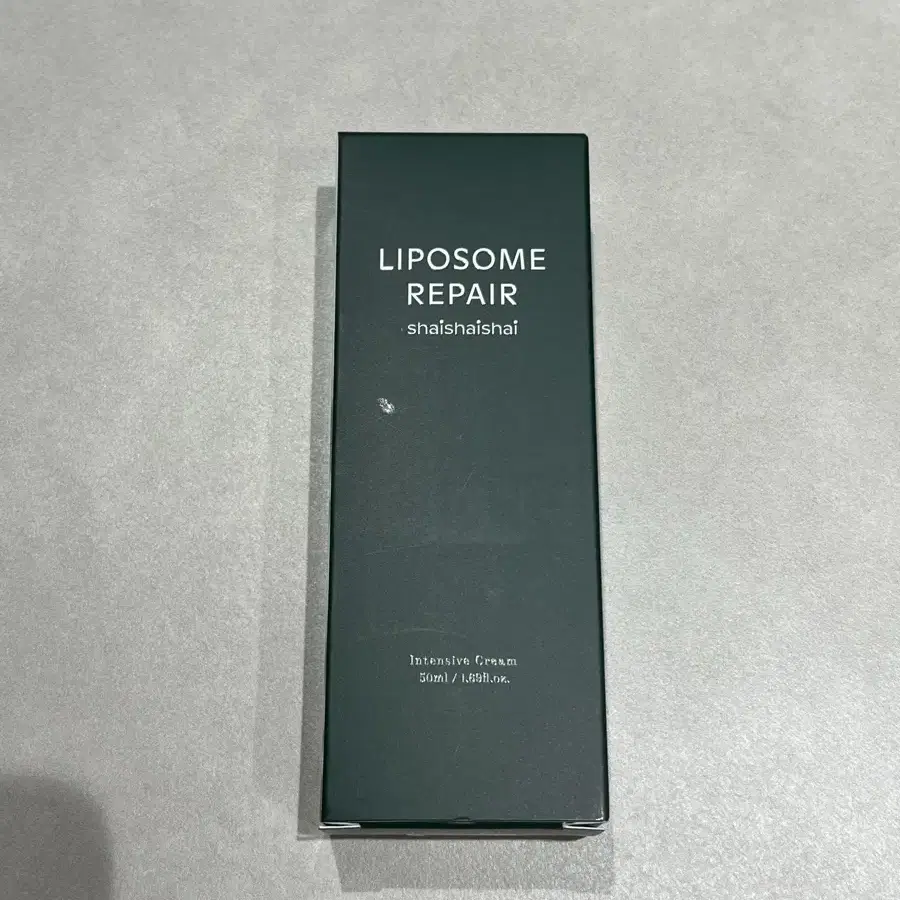 LIPOSOME
REPAIR
shaishaishai
Intensive Cream
50ml / 1.69fl.oz.